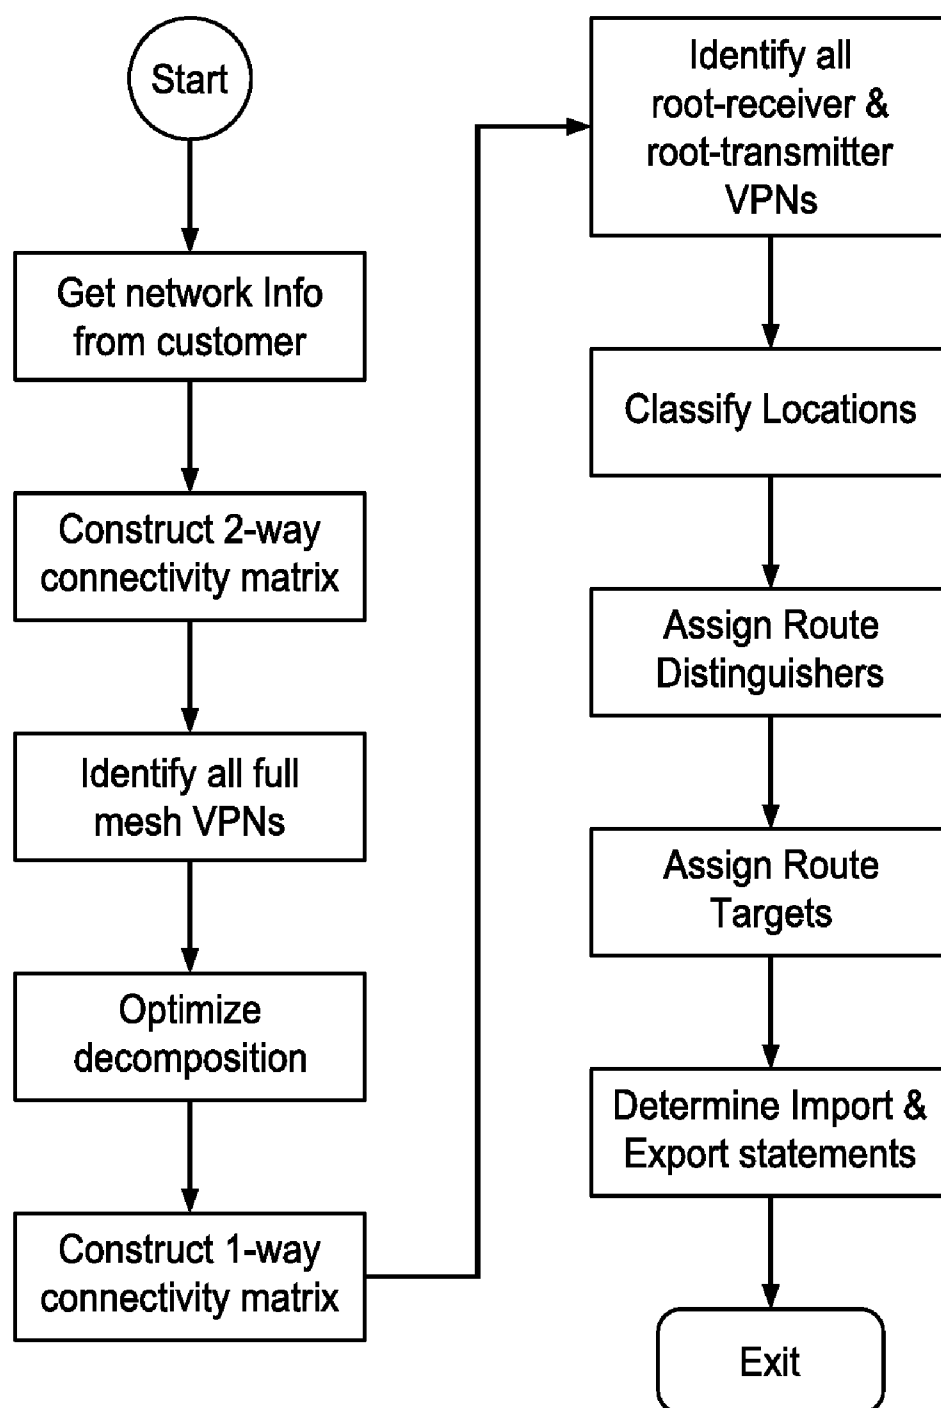 Start
Get network Info
from customer
Construct 2-way
connectivity matrix
Identify all full
mesh VPNs
Optimize
decomposition
Construct 1-way
connectivity matrix
Identify all
root-receiver &
root-transmitter
VPNs
Classify Locations
Assign Route
Distinguishers
Assign Route
Targets
Determine Import &
Export statements
Exit